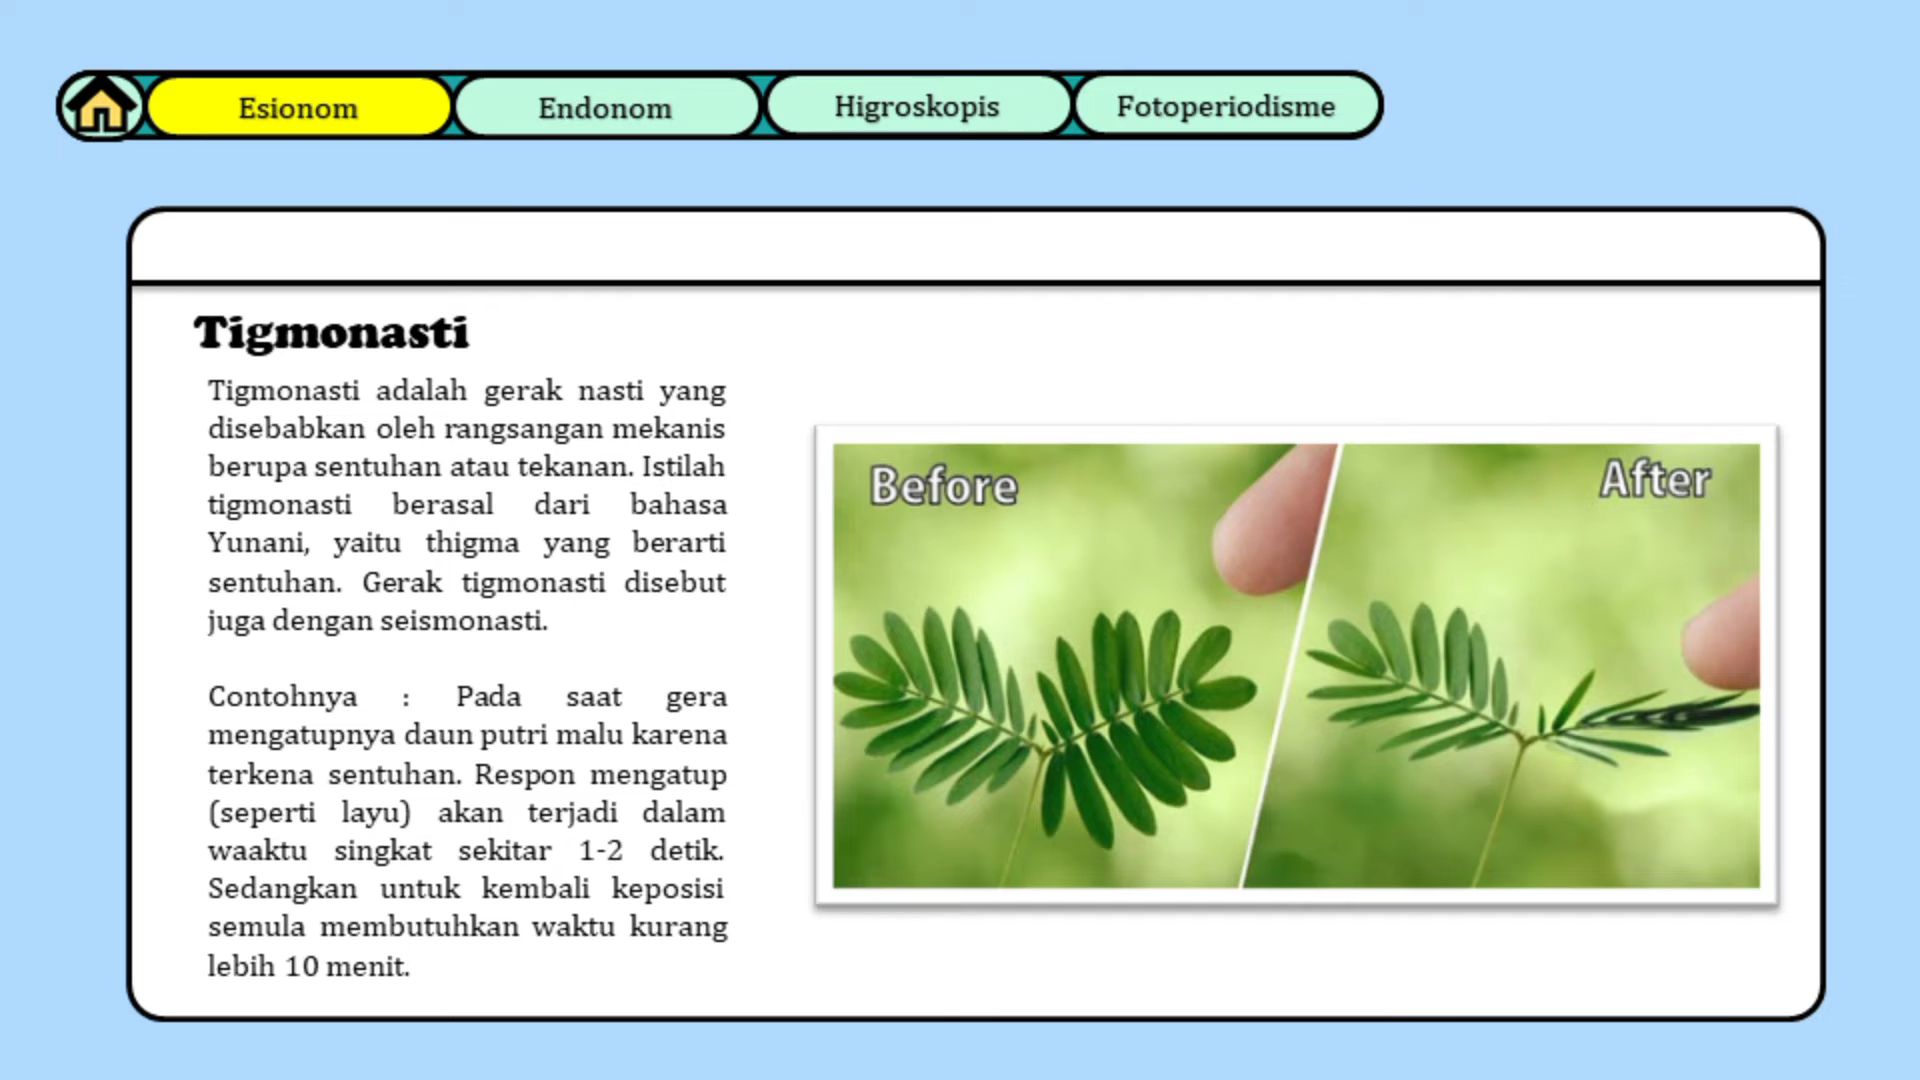 Esionom
Endonom
Higroskopis
Fotoperiodisme
Tigmonasti
Tigmonasti adalah gerak nasti yang
disebabkan oleh rangsangan mekanis
berupa sentuhan atau tekanan. Istilah
tigmonasti berasal dari bahasa
Yunani, yaitu thigma yang berarti
sentuhan. Gerak tigmonasti disebut
juga dengan seismonasti.
Contohnya : Pada saat gera
mengatupnya daun putri malu karena
terkena sentuhan. Respon mengatup
(seperti layu) akan terjadi dalam
waaktu singkat sekitar 1-2 detik.
Sedangkan untuk kembali keposisi
semula membutuhkan waktu kurang
lebih 10 menit.
Before
After